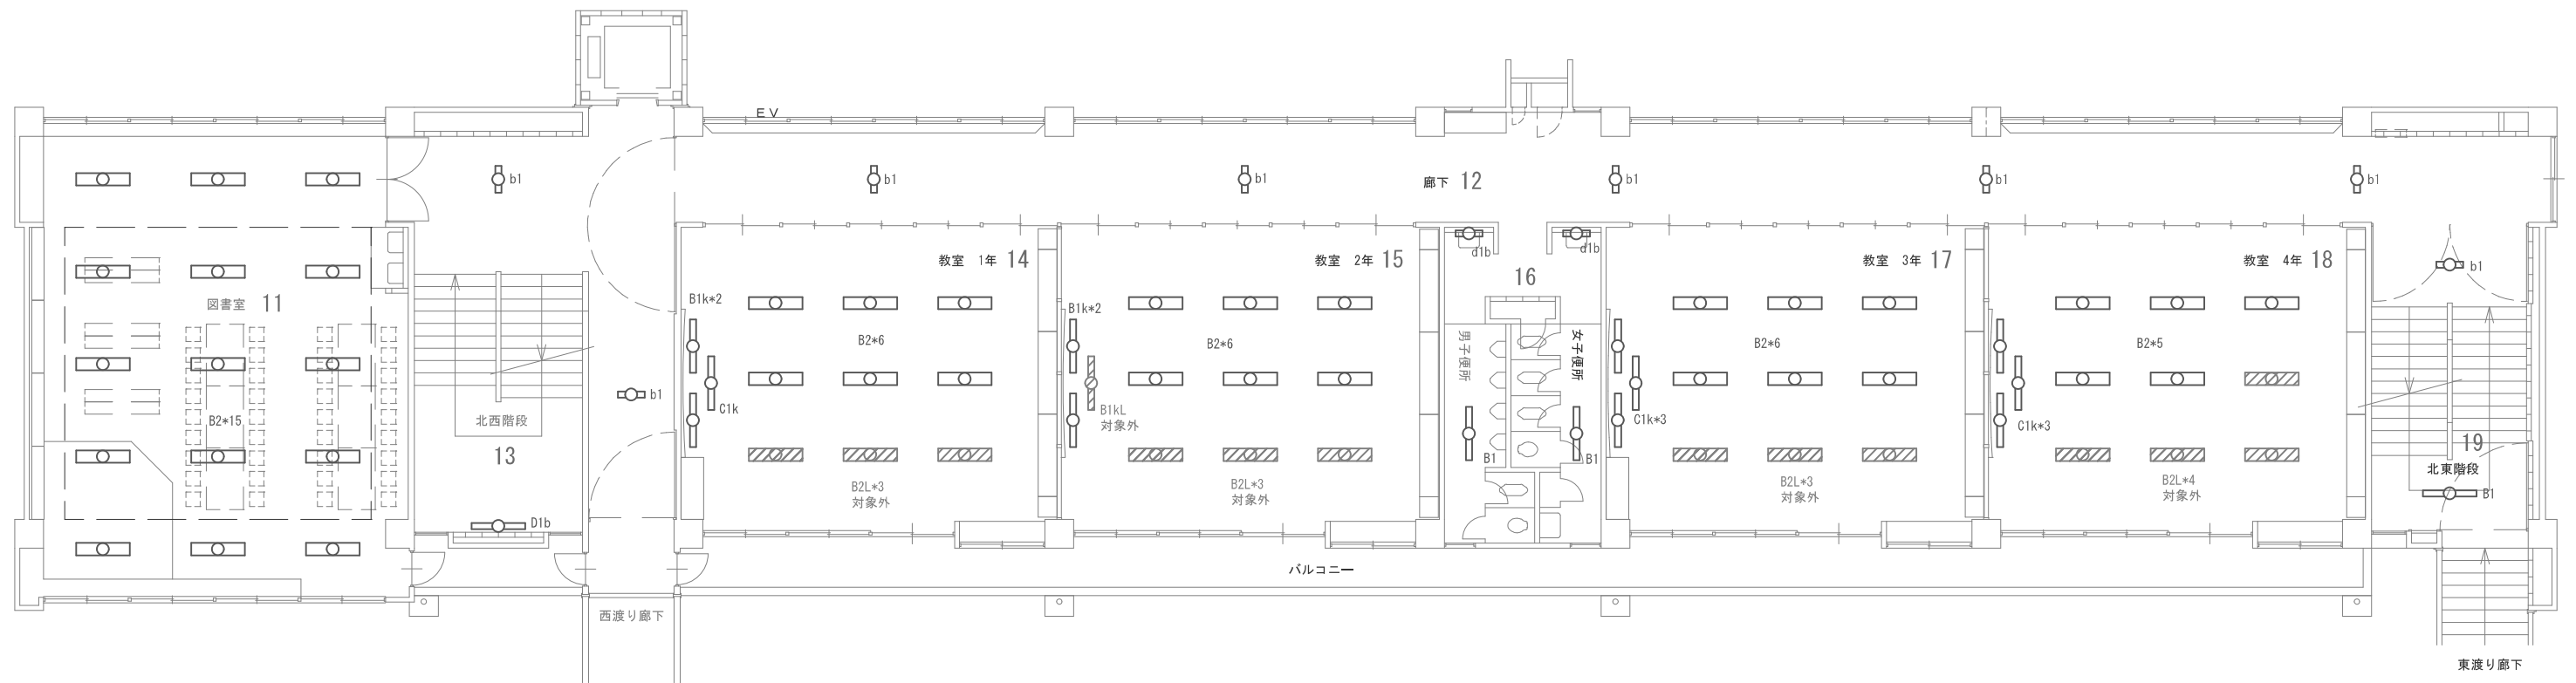 EV
b1
b1
b1
廊下 12
b1
b1
b1
d1b
d1b
b1
図書室 11
教室 1年 14
教室 2年 15
16
教室 3年 17
教室 4年 18
B1k*2
B1k*2
B2*6
B2*6
男子便所
女子便所
B2*6
B2*5
b1
C1k
B1kL
対象外
C1k*3
C1k*3
B2*15
北西階段
13
B1
B1
19
北東階段
B2L*3
対象外
B2L*3
対象外
B2L*3
対象外
B2L*4
対象外
B1
D1b
バルコニー
西渡り廊下
東渡り廊下